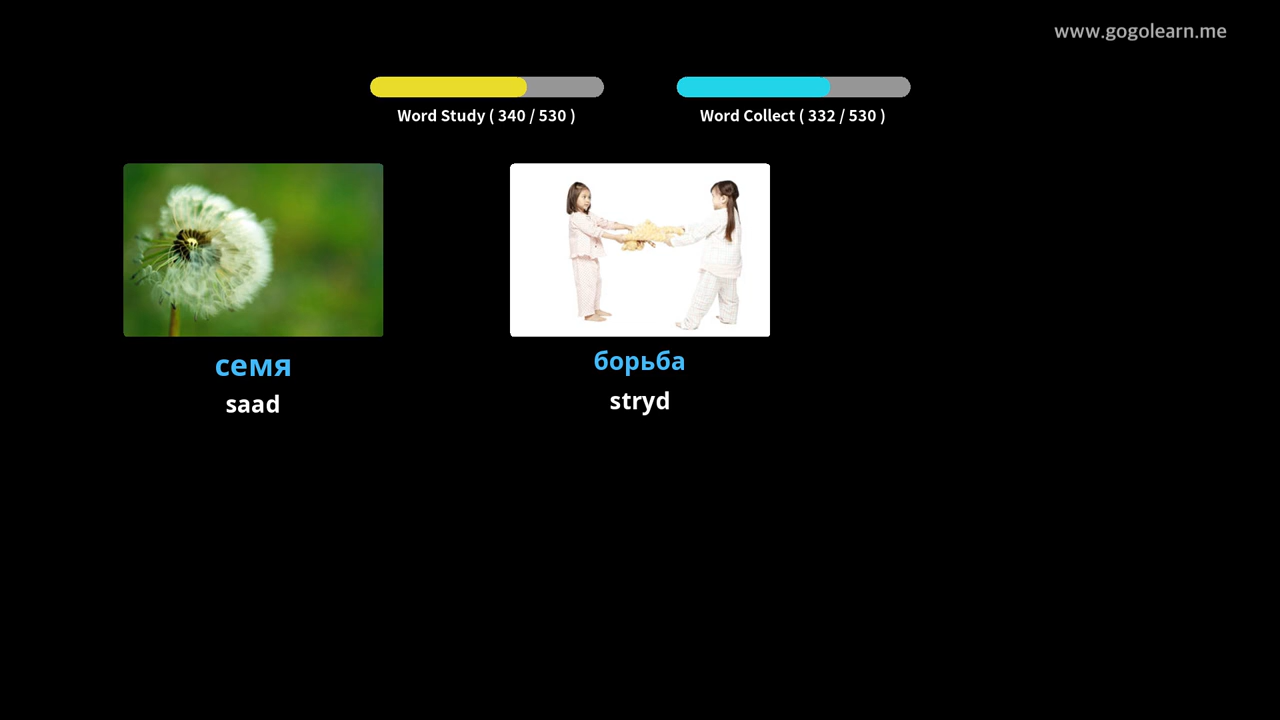 www.gogolearn.me
Word Study ( 340 / 530 )
Word Collect ( 332 / 530 )
семя
saad
борьба
stryd